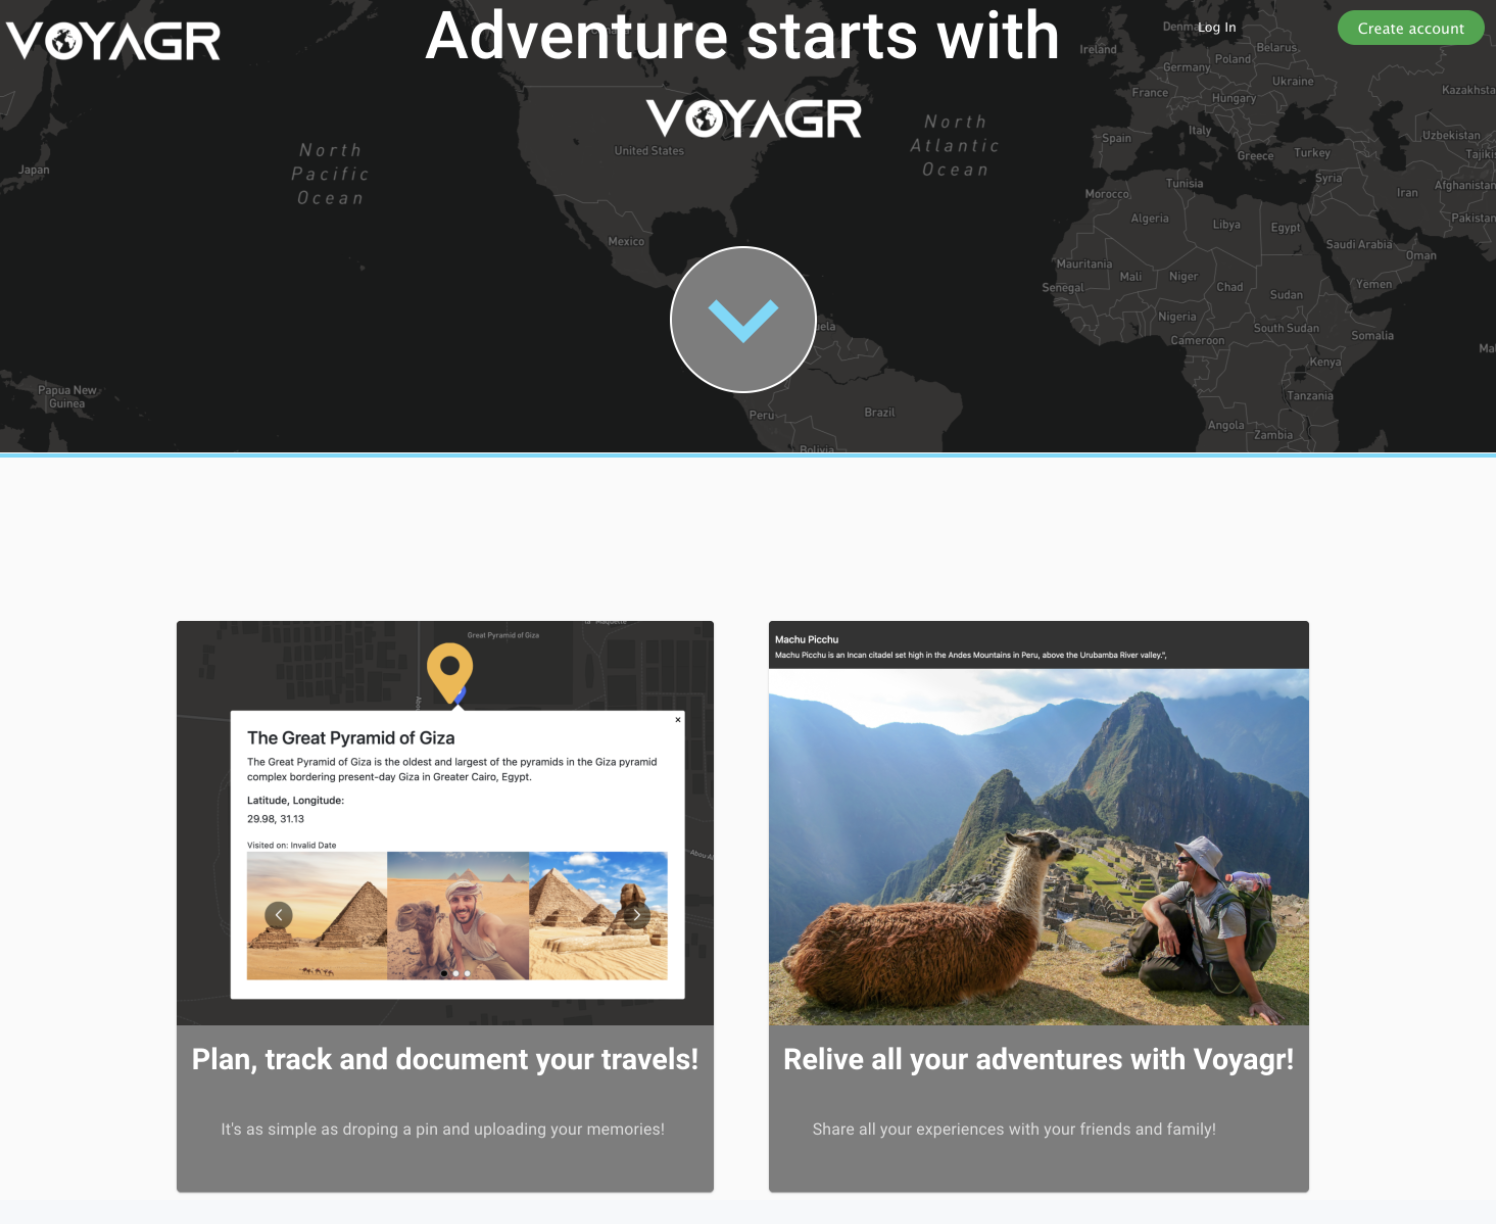 VOYAGR
Adventure starts with
Log In
Create account
VOYAGR
Denma
Ireland
Belarus
Poland
Germany
Ukraine
France
Hungary
Kazakhsta
North
Atlantic
Ocean
Spain
Italy
Uzbekistan
Greece
Turkey
Tajikis
North
Pacific
Ocean
United States
Japan
Syria
Tunisia
Morocco
Iran
Afghanistan
Algeria
Libya
Egypt
Pakistan
Mexico
Saudi Arabia
Oman
Mauritania
Mali
Niger
Chad
Senegal
Sudan
Yemen
Nigeria
South Sudan
Somalia
uela
Cameroon
Kenya
Ma
Papua New
Guinea
Tanzania
Peru
Brazil
Angola
Zambia
Bolivia
Great Pyramid of Giza
The Great Pyramid of Giza
×
The Great Pyramid of Giza is the oldest and largest of the pyramids in the Giza pyramid
complex bordering present-day Giza in Greater Cairo, Egypt.
Latitude, Longitude:
29.98, 31.13
Visited on: Invalid Date
Plan, track and document your travels!
It's as simple as droping a pin and uploading your memories!
Machu Picchu
Machu Picchu is an Incan citadel set high in the Andes Mountains in Peru, above the Urubamba River valley.",
Relive all your adventures with Voyagr!
Share all your experiences with your friends and family!